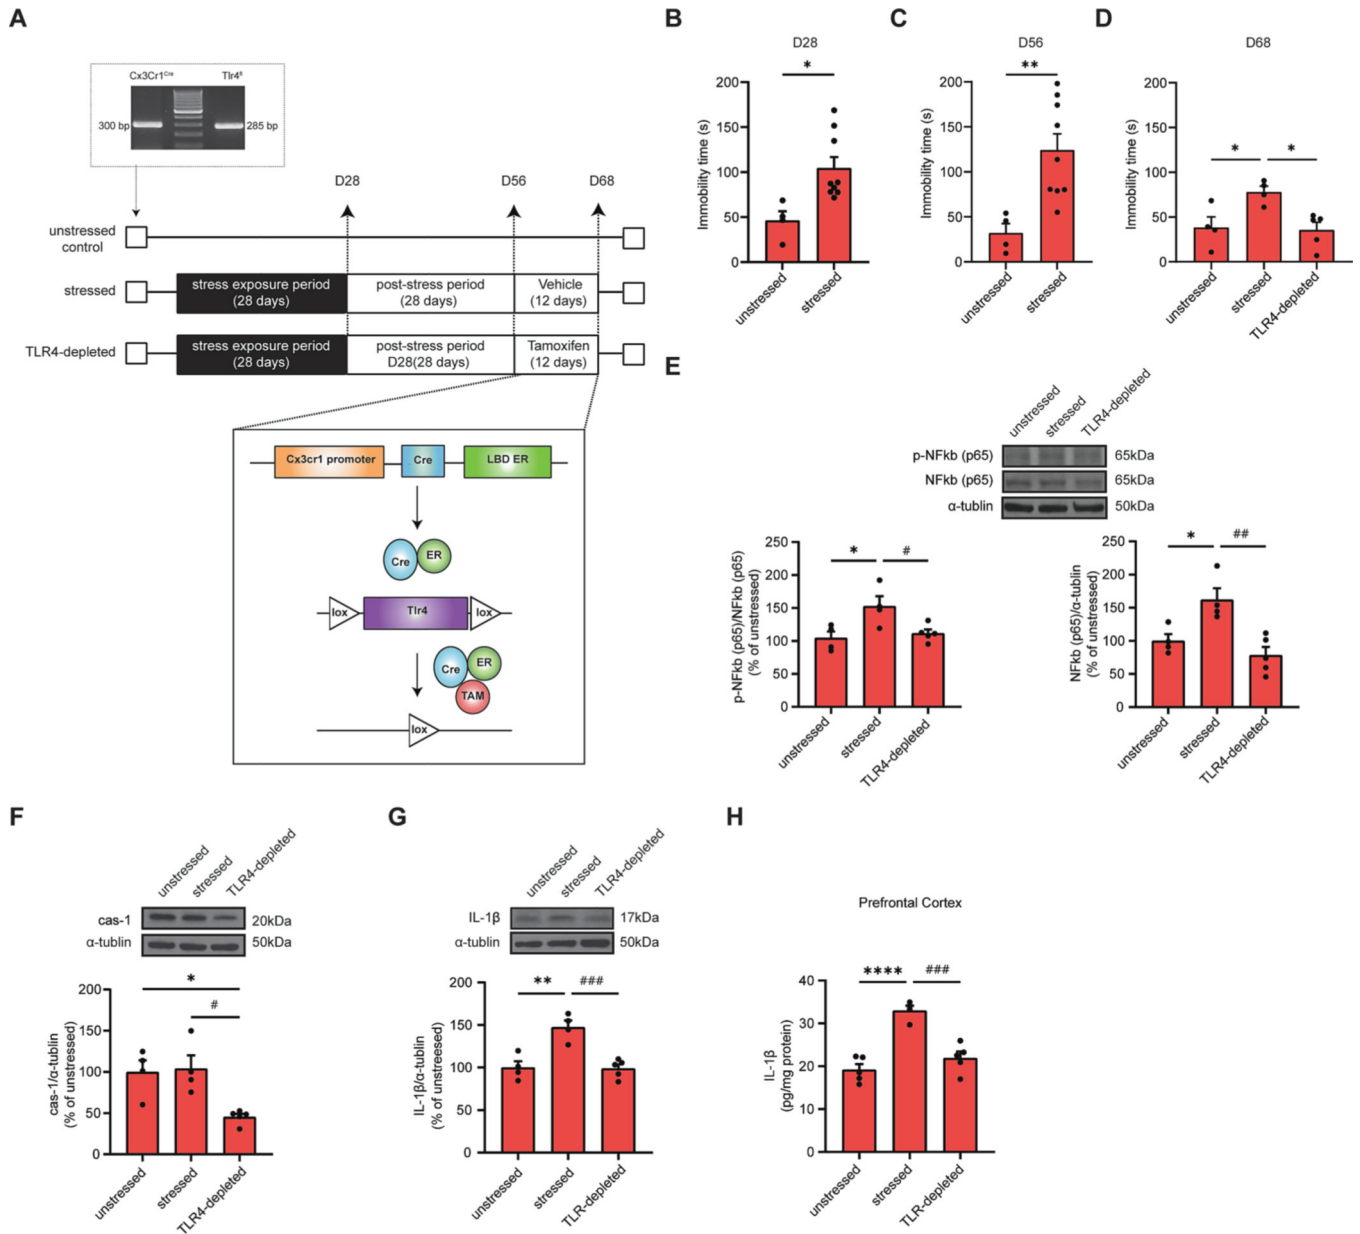 A
Cx3Cr1Cre
Tlr4fl
300 bp
285 bp
D28
D56
D68
unstressed
control
stressed
stress exposure period
(28 days)
post-stress period
(28 days)
Vehicle
(12 days)
TLR4-depleted
stress exposure period
(28 days)
post-stress period
D28(28 days)
Tamoxifen
(12 days)
Cx3cr1 promoter
Cre
LBD ER
Cre
ER
lox
Tlr4
lox
Cre
ER
TAM
lox
B
D28
*
Immobility time (s)
200
150
100
50
0
unstressed
stressed
C
D56
**
Immobility time (s)
200
150
100
50
0
unstressed
stressed
D
D68
*
*
Immobility time (s)
200
150
100
50
0
unstressed
stressed
TLR4-depleted
E
unstressed
stressed
TLR4-depleted
p-NFkb (p65)
65kDa
NFkb (p65)
65kDa
α-tublin
50kDa
p-NFkb (p65)/NFkb (p65)
(% of unstressed)
250
200
150
100
50
0
*
#
unstressed
stressed
TLR4-depleted
NFkb (p65)/α-tublin
(% of unstressed)
250
200
150
100
50
0
*
##
unstressed
stressed
TLR4-depleted
F
unstressed
stressed
TLR4-depleted
cas-1
20kDa
α-tublin
50kDa
cas-1/α-tublin
(% of unstressed)
200
150
100
50
0
*
#
unstressed
stressed
TLR4-depleted
G
unstressed
stressed
TLR4-depleted
IL-1β
17kDa
α-tublin
50kDa
IL-1β/α-tublin
(% of unstreesed)
200
150
100
50
0
**
###
unstressed
stressed
TLR-depleted
H
Prefrontal Cortex
IL-1β
(pg/mg protein)
40
30
20
10
0
****
###
unstressed
stressed
TLR-depleted